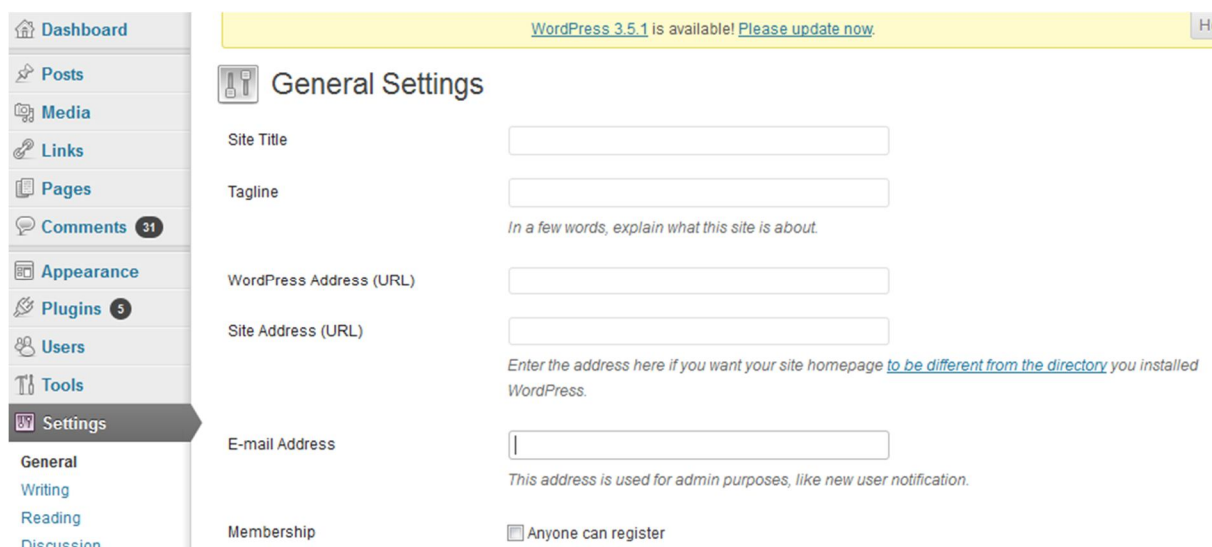 Dashboard
Posts
Media
Links
Pages
Comments 31
Appearance
Plugins 5
Users
Tools
Settings
General
Writing
Reading
Discussion
WordPress 3.5.1 is available! Please update now.
General Settings
Site Title
Tagline
In a few words, explain what this site is about.
WordPress Address (URL)
Site Address (URL)
Enter the address here if you want your site homepage to be different from the directory you installed
WordPress.
E-mail Address
This address is used for admin purposes, like new user notification.
Membership
Anyone can register